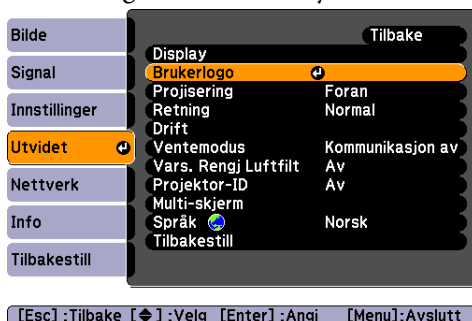 Bilde
Signal
Innstillinger
Utvidet
Nettverk
Info
Tilbakestill
Tilbake
Display
Brukerlogo
Projisering Foran
Retning Normal
Drift
Ventemodus Kommunikasjon av
Vars. Rengj Luftfilt Av
Projektor-ID Av
Multi-skjerm
Språk Norsk
Tilbakestill
[Esc] :Tilbake [◆] :Velg [Enter] :Angi [Menu]:Avslutt